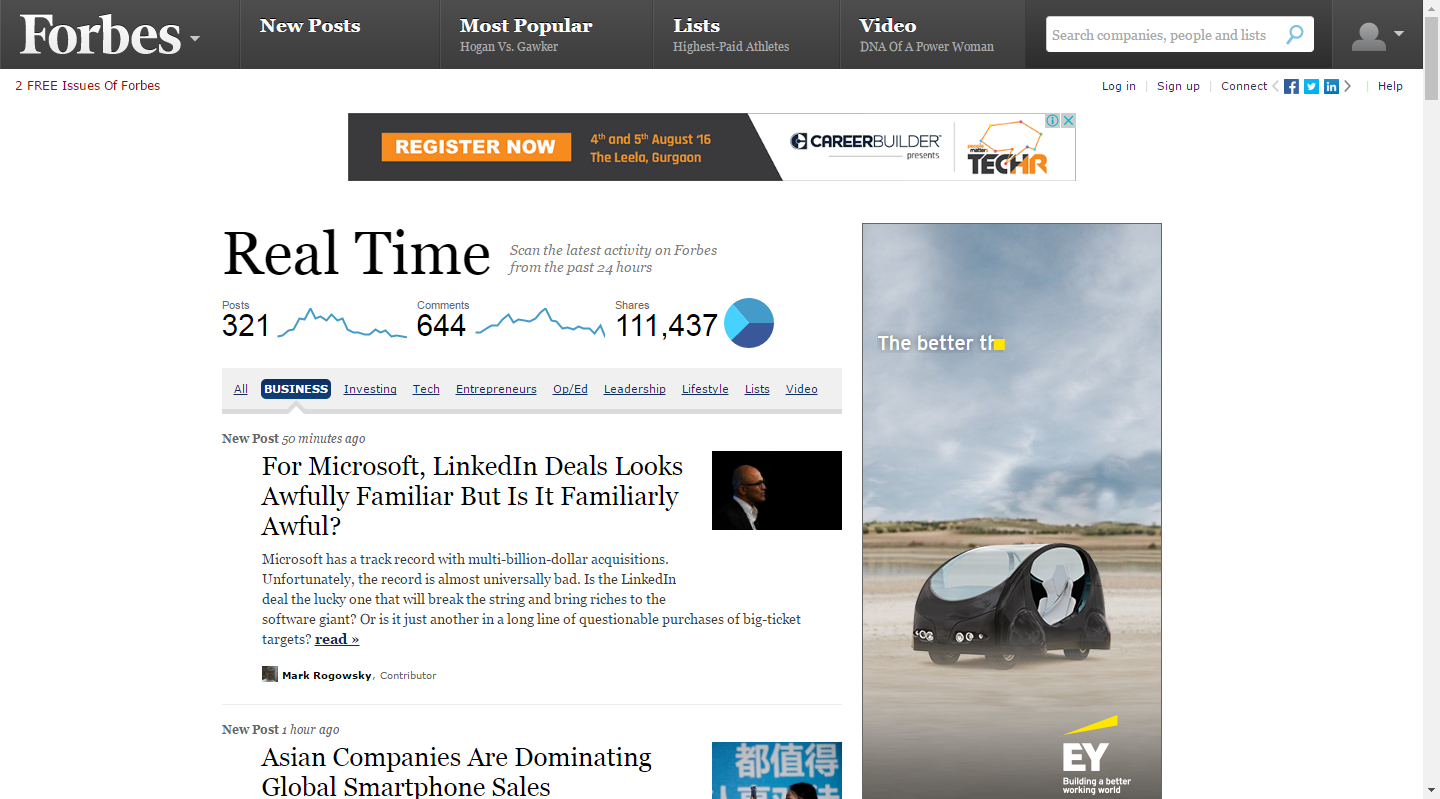 Forbes
New Posts
Most Popular
Hogan Vs. Gawker
Lists
Highest-Paid Athletes
Video
DNA Of A Power Woman
Search companies, people and lists
2 FREE Issues Of Forbes
Log in
Sign up
Connect
Help
REGISTER NOW
4th and 5th August '16
The Leela, Gurgaon
CAREERBUILDER
presents
people matters
TECHR
Real Time
Scan the latest activity on Forbes
from the past 24 hours
Posts
321
Comments
644
Shares
111,437
All BUSINESS Investing Tech Entrepreneurs Op/Ed Leadership Lifestyle Lists Video
New Post 50 minutes ago
For Microsoft, LinkedIn Deals Looks
Awfully Familiar But Is It Familiarly
Awful?
Microsoft has a track record with multi-billion-dollar acquisitions.
Unfortunately, the record is almost universally bad. Is the LinkedIn
deal the lucky one that will break the string and bring riches to the
software giant? Or is it just another in a long line of questionable purchases of big-ticket
targets? read »
Mark Rogowsky, Contributor
New Post 1 hour ago
Asian Companies Are Dominating
Global Smartphone Sales
都值得
The better th
EY
Building a better
working world